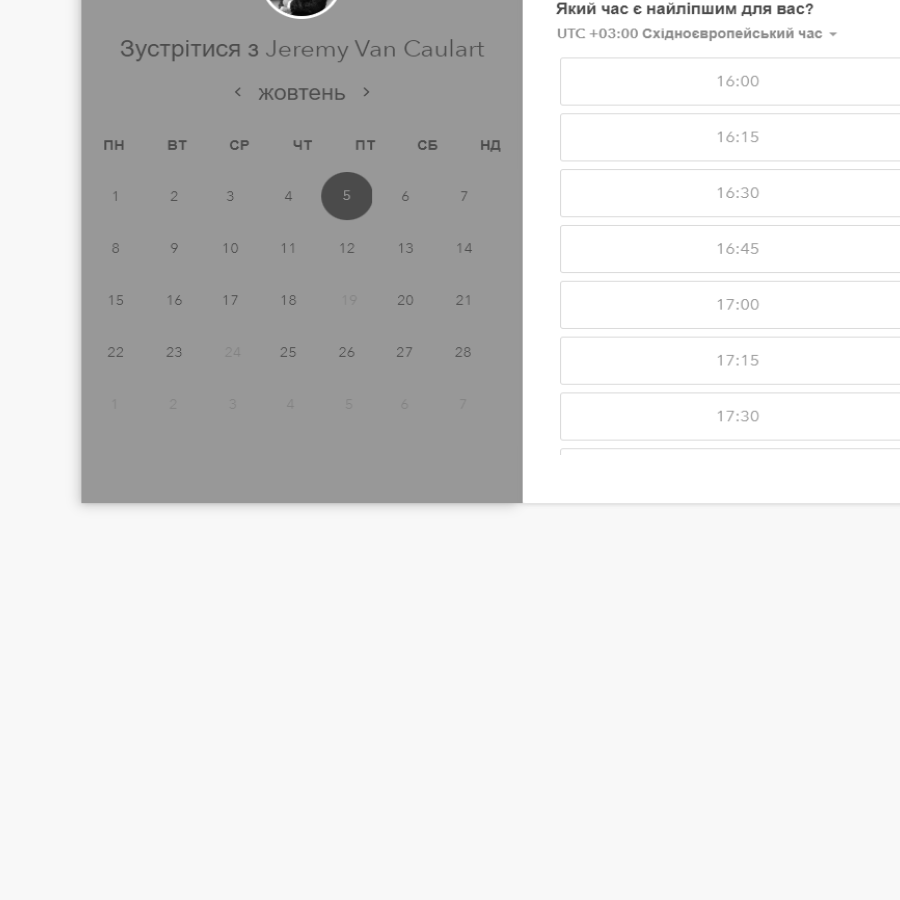 Зустрітися з Jeremy Van Caulart
жовтень
ПН ВТ СР ЧТ ПТ СБ НД
1 2 3 4 5 6 7
8 9 10 11 12 13 14
15 16 17 18 19 20 21
22 23 24 25 26 27 28
1 2 3 4 5 6 7
Який час є найліпшим для вас?
UTC +03:00 Східноєвропейський час
16:00
16:15
16:30
16:45
17:00
17:15
17:30